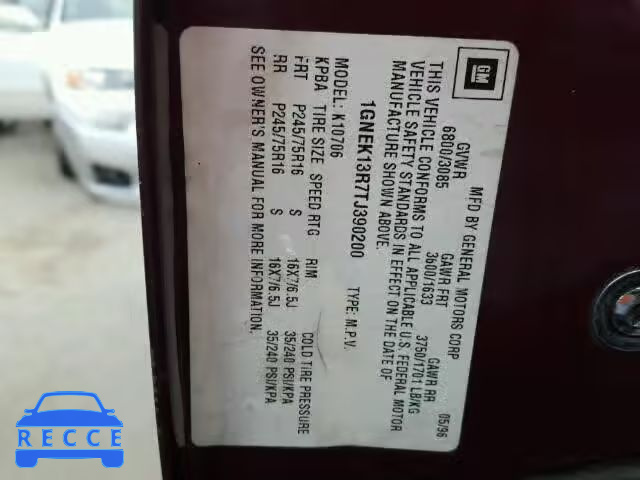 GM
MFD BY GENERAL MOTORS CORP 05/96
GVWR GAWR FRT GAWR RR
6800/3085 3600/1633 3750/1701 LB/KG
THIS VEHICLE CONFORMS TO ALL APPLICABLE U.S. FEDERAL MOTOR
VEHICLE SAFETY STANDARDS IN EFFECT ON THE DATE OF
MANUFACTURE SHOWN ABOVE.
1GNEK13R7TJ390200 TYPE: M.P.V.
MODEL: K10706
KPBA TIRE SIZE SPEED RTG RIM COLD TIRE PRESSURE
FRT P245/75R16 S 16X7/6.5J 35/240 PSI/KPA
RR P245/75R16 S 16X7/6.5J 35/240 PSI/KPA
SEE OWNER'S MANUAL FOR MORE INFORMATION.
RECCE